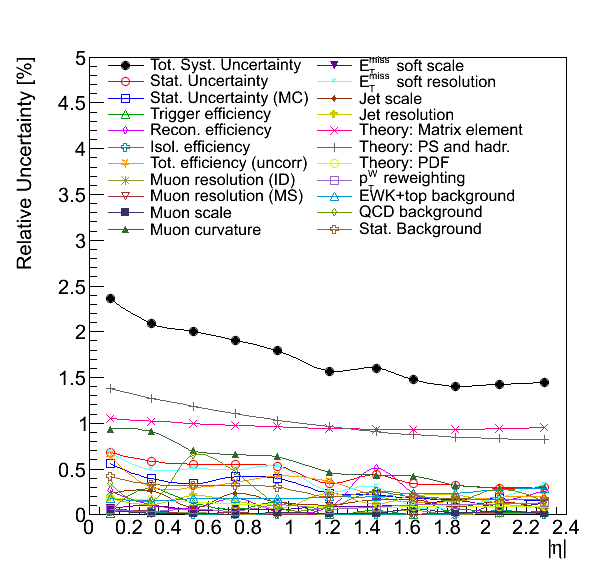 Relative Uncertainty [%]
5
4.5
4
3.5
3
2.5
2
1.5
1
0.5
0
Tot. Syst. Uncertainty
Stat. Uncertainty
Stat. Uncertainty (MC)
Trigger efficiency
Recon. efficiency
Isol. efficiency
Tot. efficiency (uncorr)
Muon resolution (ID)
Muon resolution (MS)
Muon scale
Muon curvature
E_T^miss soft scale
E_T^miss soft resolution
Jet scale
Jet resolution
Theory: Matrix element
Theory: PS and hadr.
Theory: PDF
p_T^W reweighting
EWK+top background
QCD background
Stat. Background
0 0.2 0.4 0.6 0.8 1 1.2 1.4 1.6 1.8 2 2.2 2.4
|η|